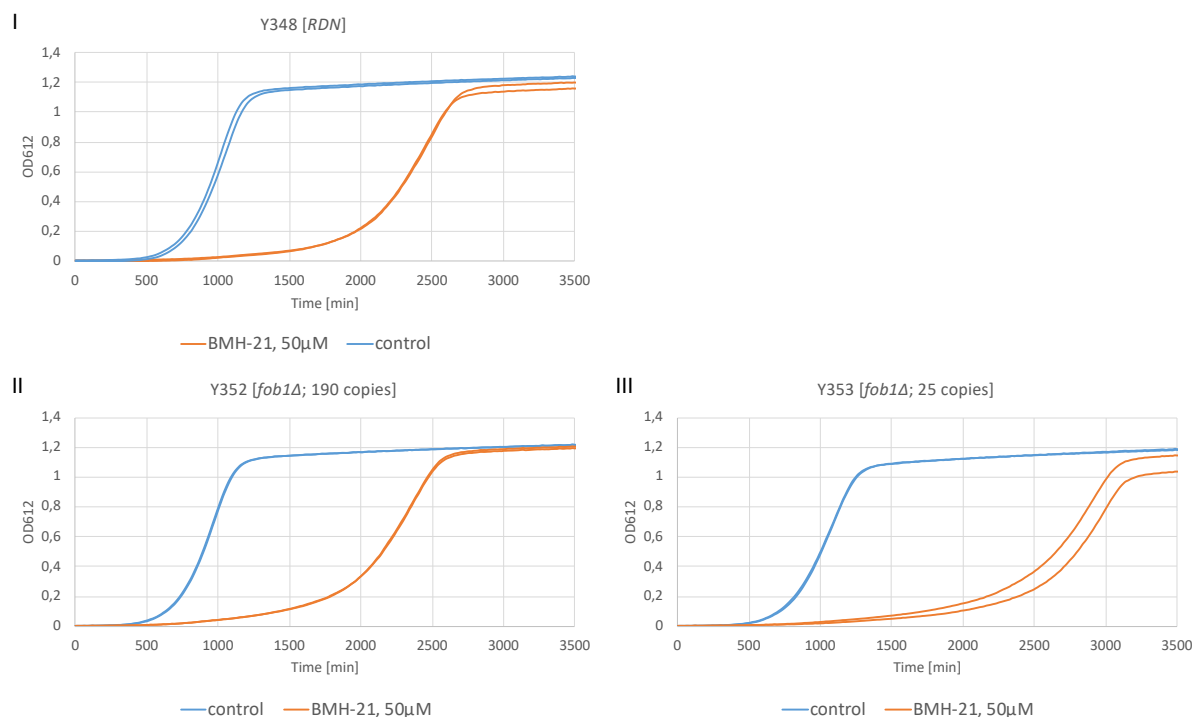 I
Y348 [RDN]
1,4
1,2
1
0,8
0,6
0,4
0,2
0
OD612
0 500 1000 1500 2000 2500 3000 3500
Time [min]
BMH-21, 50µM control
II
Y352 [fob1Δ; 190 copies]
1,4
1,2
1
0,8
0,6
0,4
0,2
0
OD612
0 500 1000 1500 2000 2500 3000 3500
Time [min]
control BMH-21, 50µM
III
Y353 [fob1Δ; 25 copies]
1,4
1,2
1
0,8
0,6
0,4
0,2
0
OD612
0 500 1000 1500 2000 2500 3000 3500
Time [min]
control BMH-21, 50µM